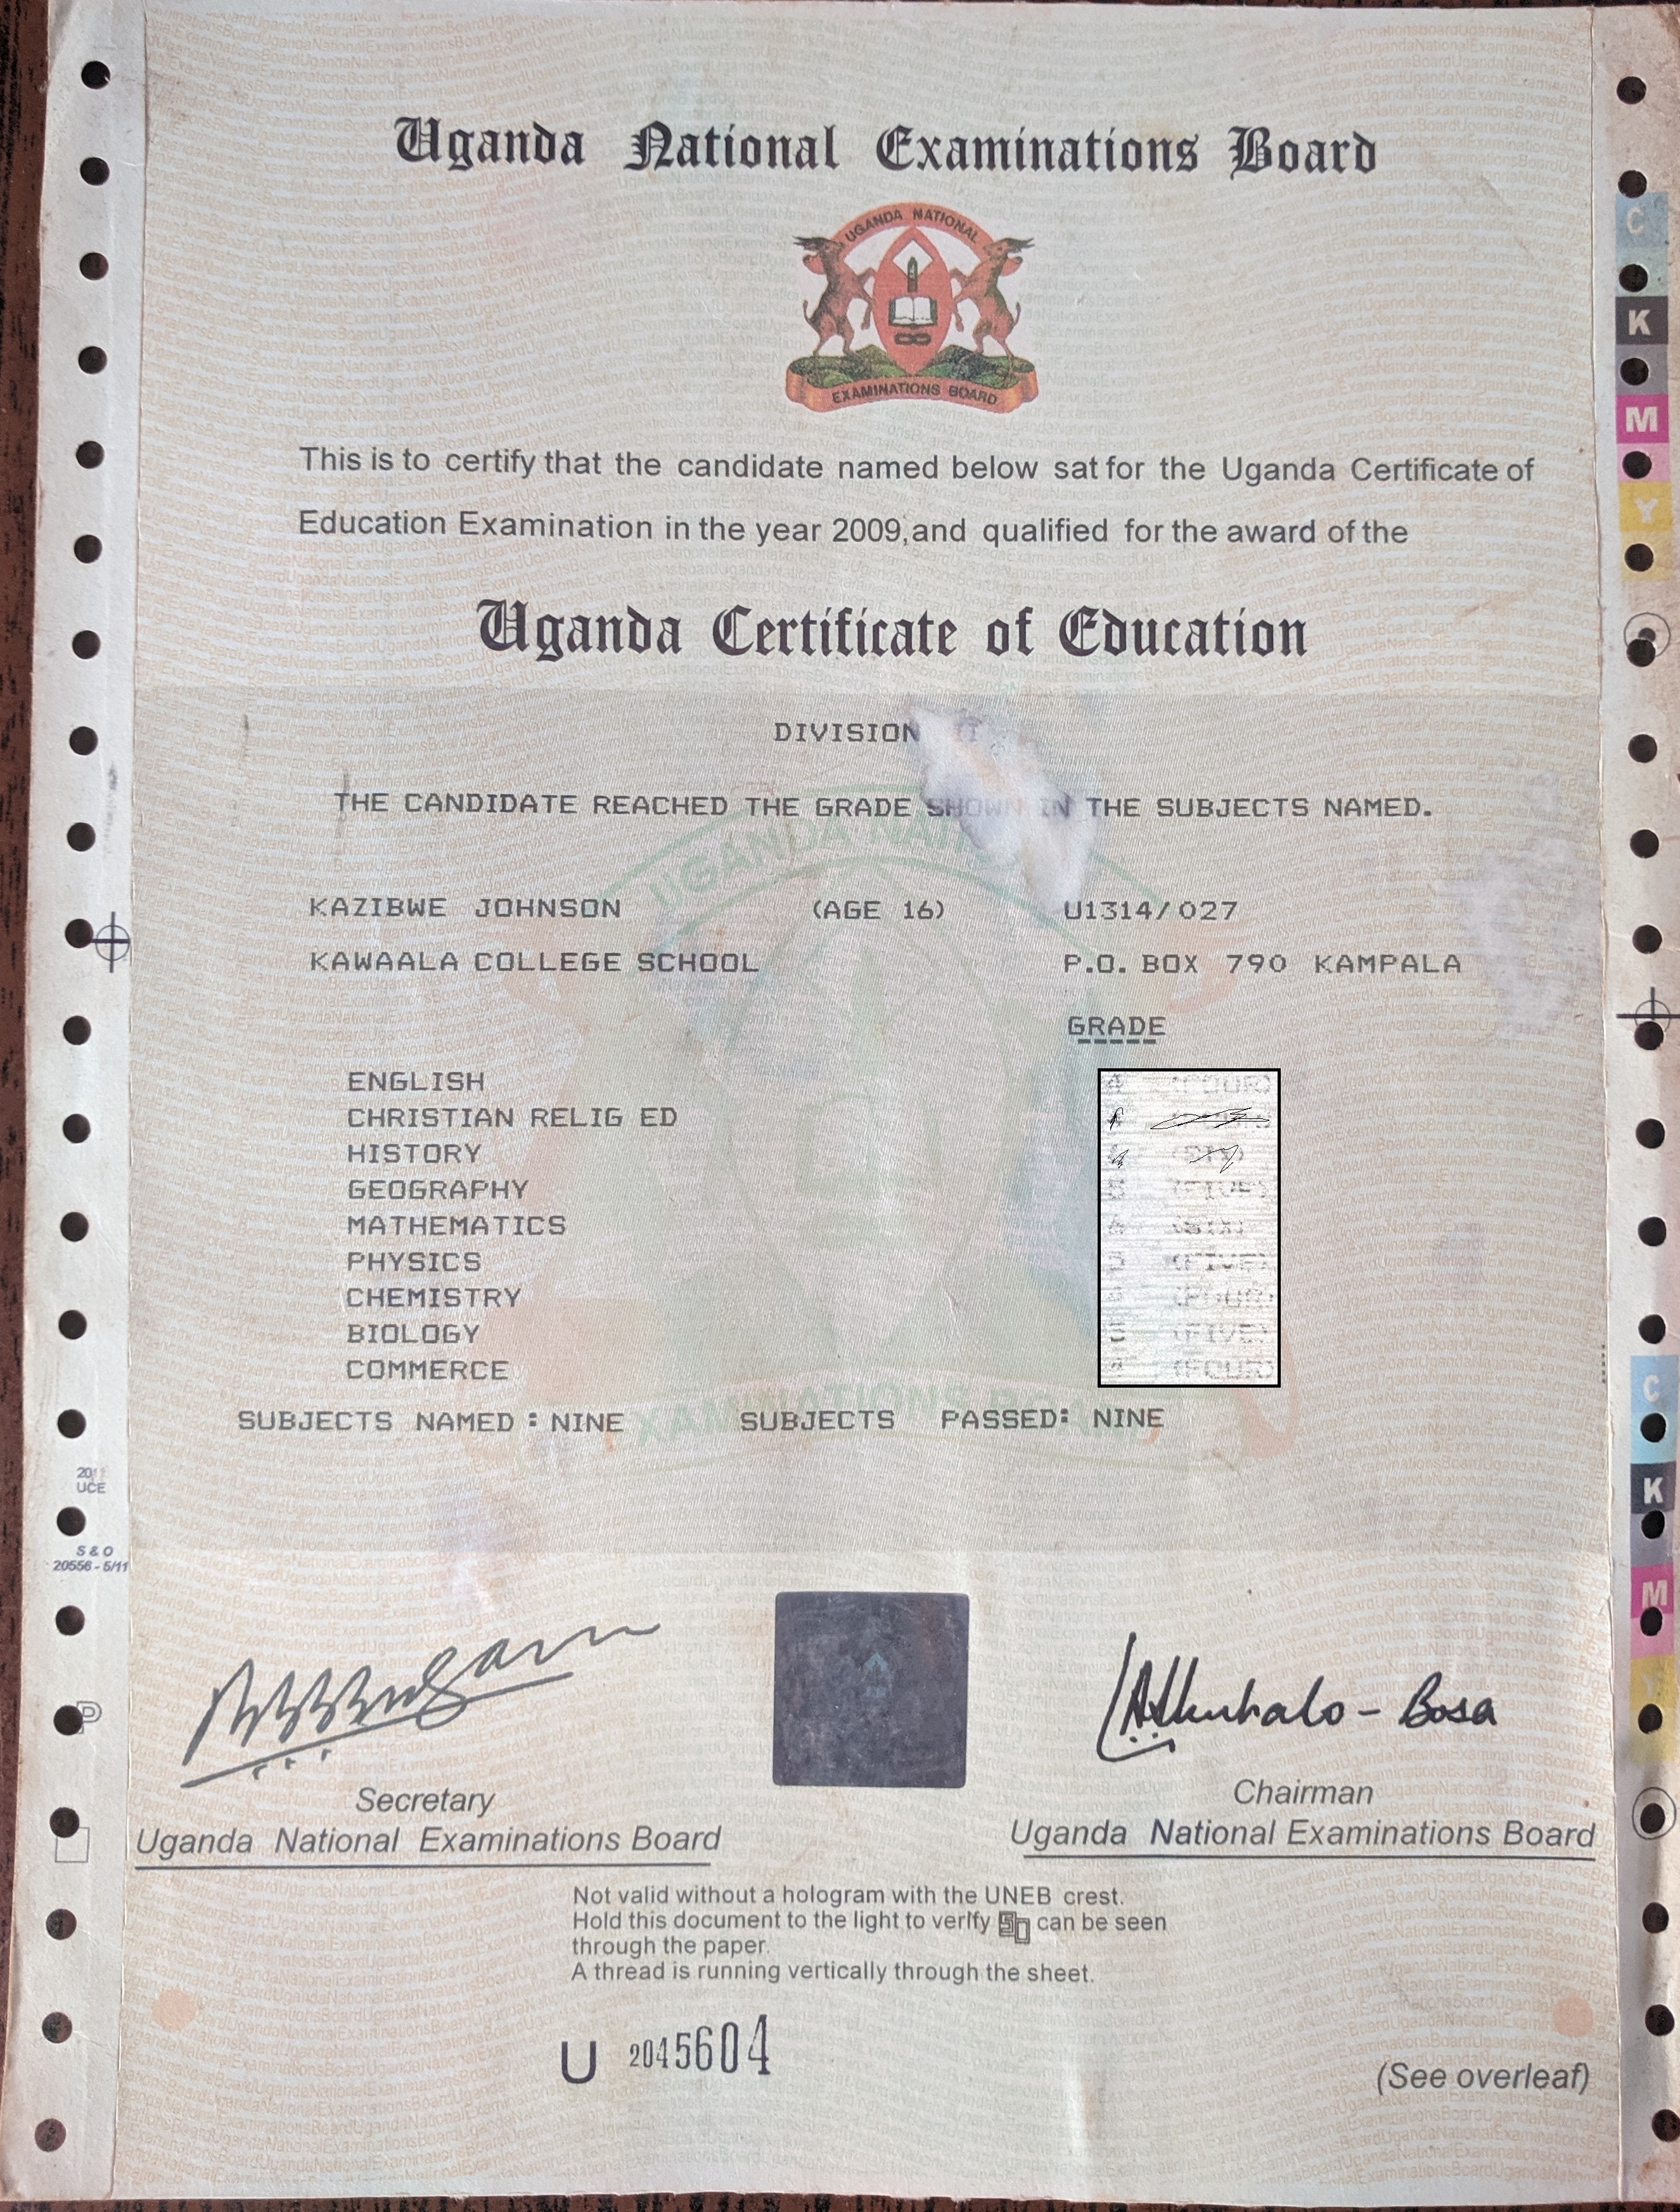 Uganda National Examinations Board
UGANDA NATIONAL
EXAMINATIONS BOARD
This is to certify that the candidate named below sat for the Uganda Certificate of
Education Examination in the year 2009, and qualified for the award of the
Uganda Certificate of Education
DIVISION
THE CANDIDATE REACHED THE GRADE SHOWN IN THE SUBJECTS NAMED.
KAZIBWE JOHNSON (AGE 16) U1314/027
KAWAALA COLLEGE SCHOOL P.O. BOX 790 KAMPALA
GRADE
ENGLISH
CHRISTIAN RELIG ED
HISTORY
GEOGRAPHY
MATHEMATICS
PHYSICS
CHEMISTRY
BIOLOGY
COMMERCE
SUBJECTS NAMED : NINE SUBJECTS PASSED: NINE
UCE
S & O
20556 - 5/11
Secretary
Uganda National Examinations Board
Chairman
Uganda National Examinations Board
Not valid without a hologram with the UNEB crest.
Hold this document to the light to verify can be seen
through the paper.
A thread is running vertically through the sheet.
U 2045604
(See overleaf)
C
K
M
Y
C
K
M
Y